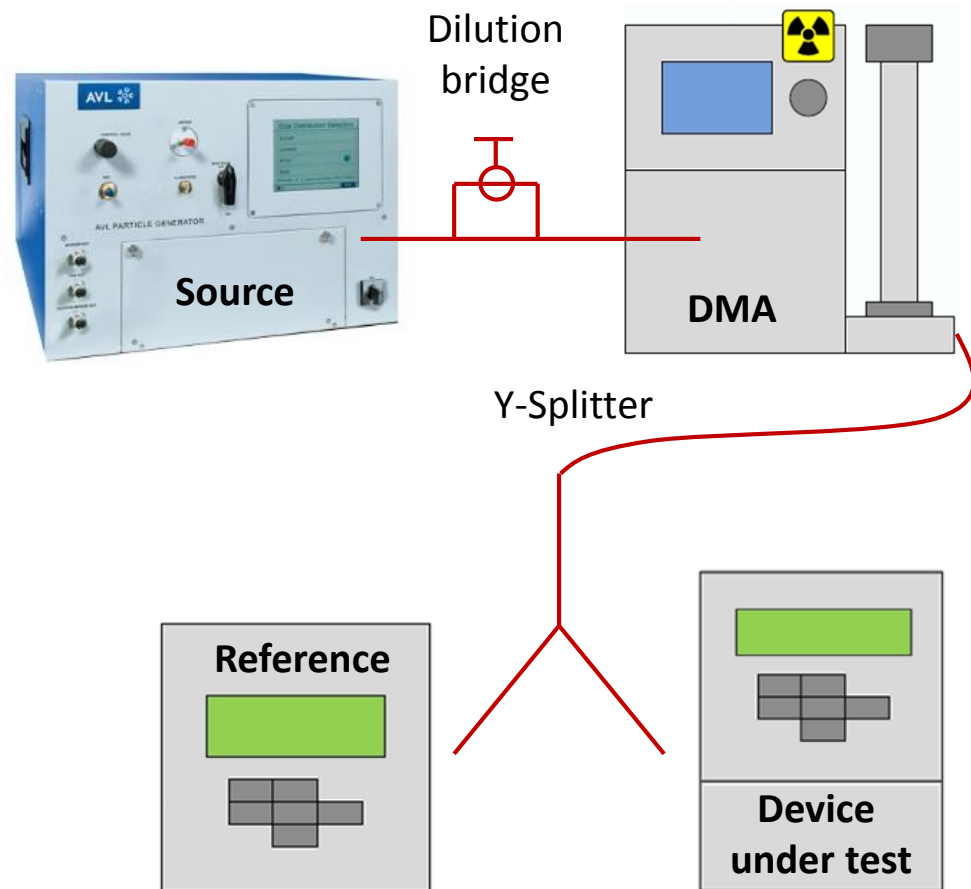 Dilution
bridge
AVL
AVL PARTICLE GENERATOR
Source
DMA
Y-Splitter
Reference
Device
under test